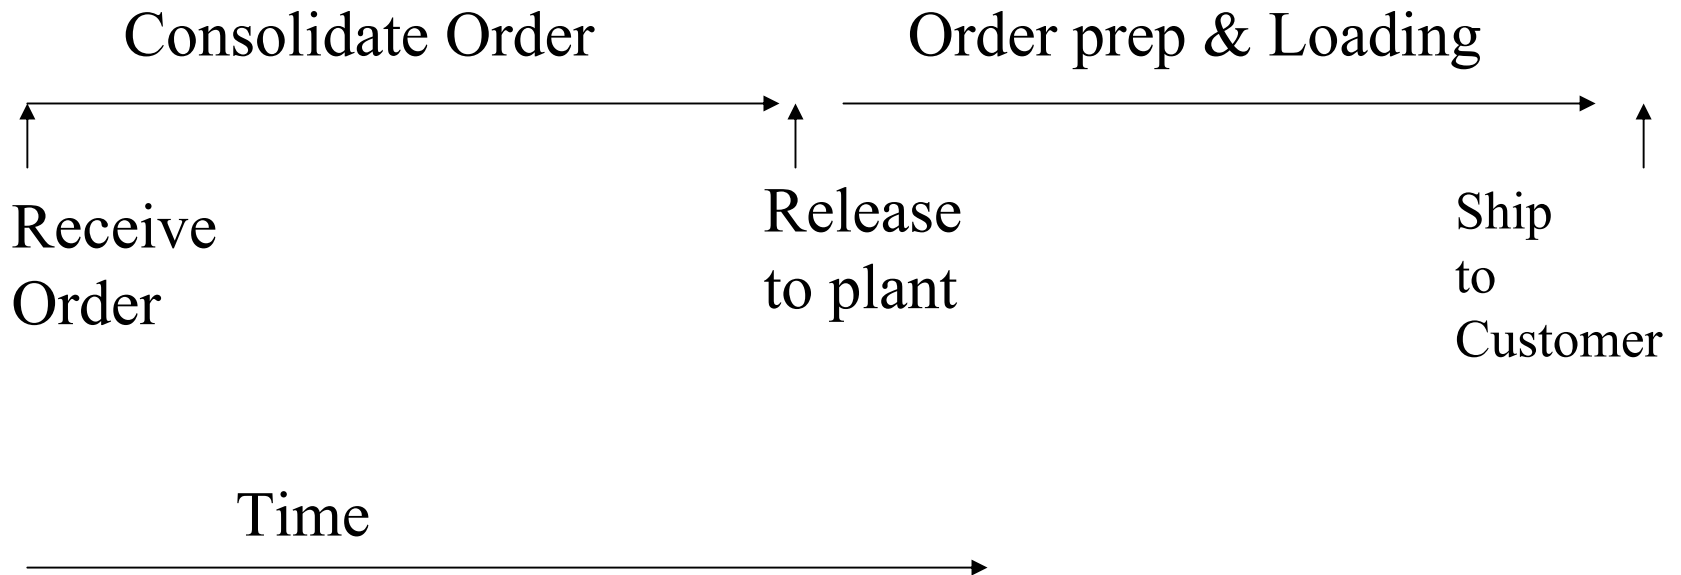 Consolidate Order
Order prep & Loading
Receive
Order
Release
to plant
Ship
to
Customer
Time